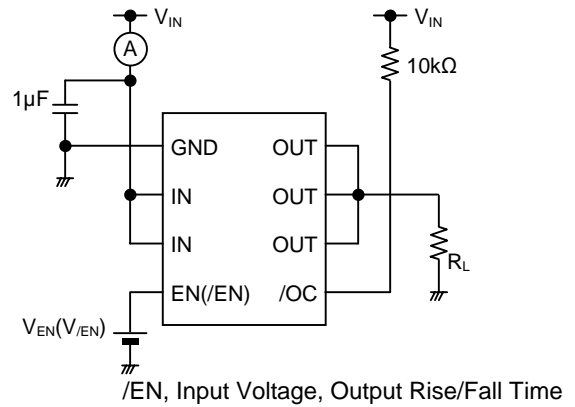 VIN
VIN
A
10kΩ
1µF
GND
OUT
IN
OUT
IN
OUT
RL
EN(/EN)
/OC
VEN(V/EN)
/EN, Input Voltage, Output Rise/Fall Time